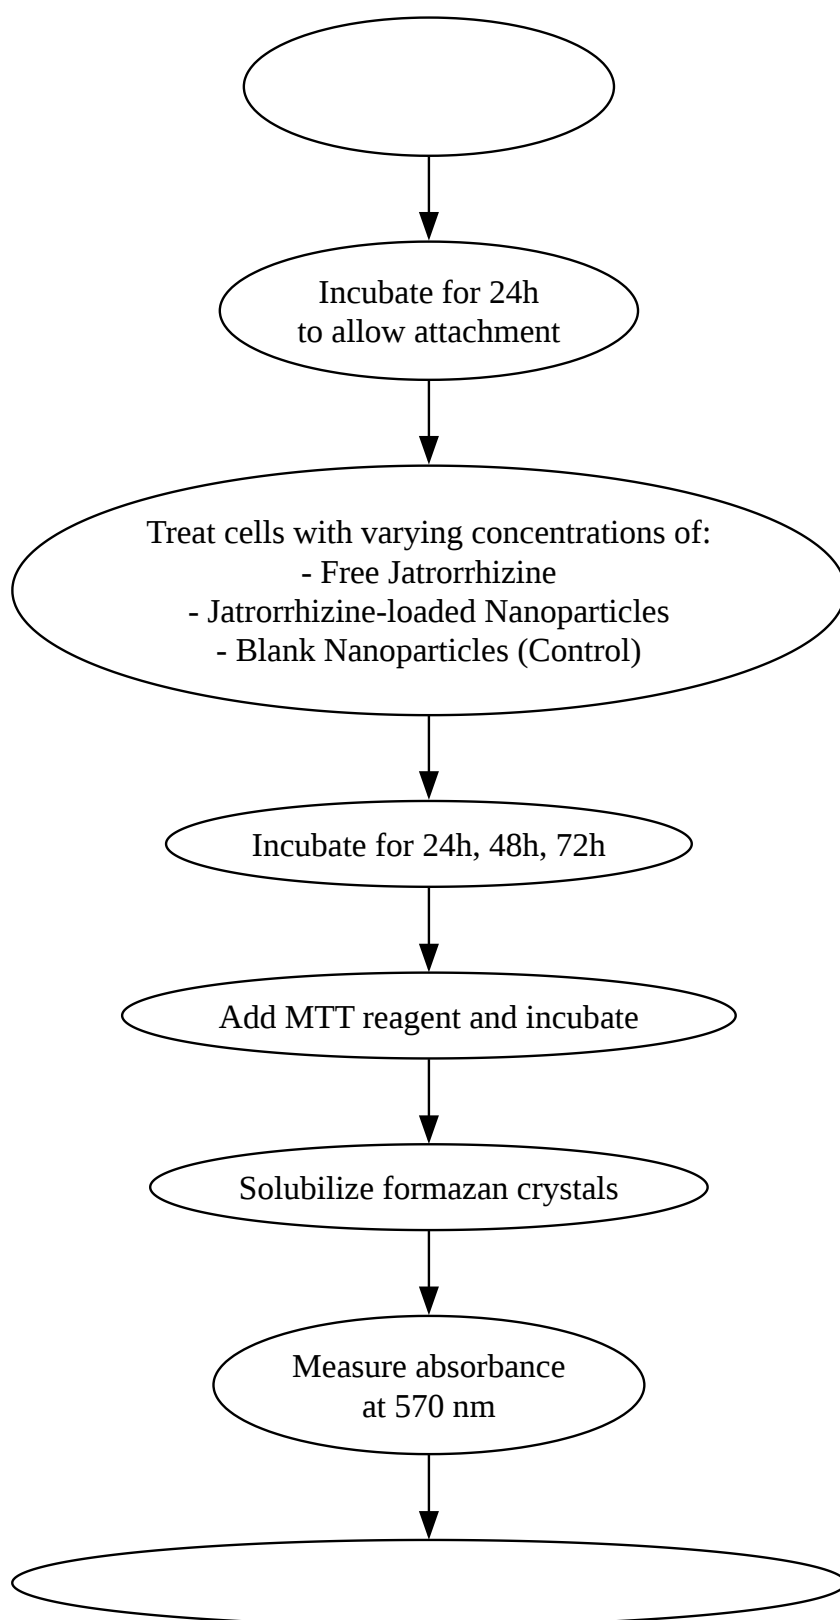 Incubate for 24h
to allow attachment
Treat cells with varying concentrations of:
- Free Jatrorrhizine
- Jatrorrhizine-loaded Nanoparticles
- Blank Nanoparticles (Control)
Incubate for 24h, 48h, 72h
Add MTT reagent and incubate
Solubilize formazan crystals
Measure absorbance
at 570 nm